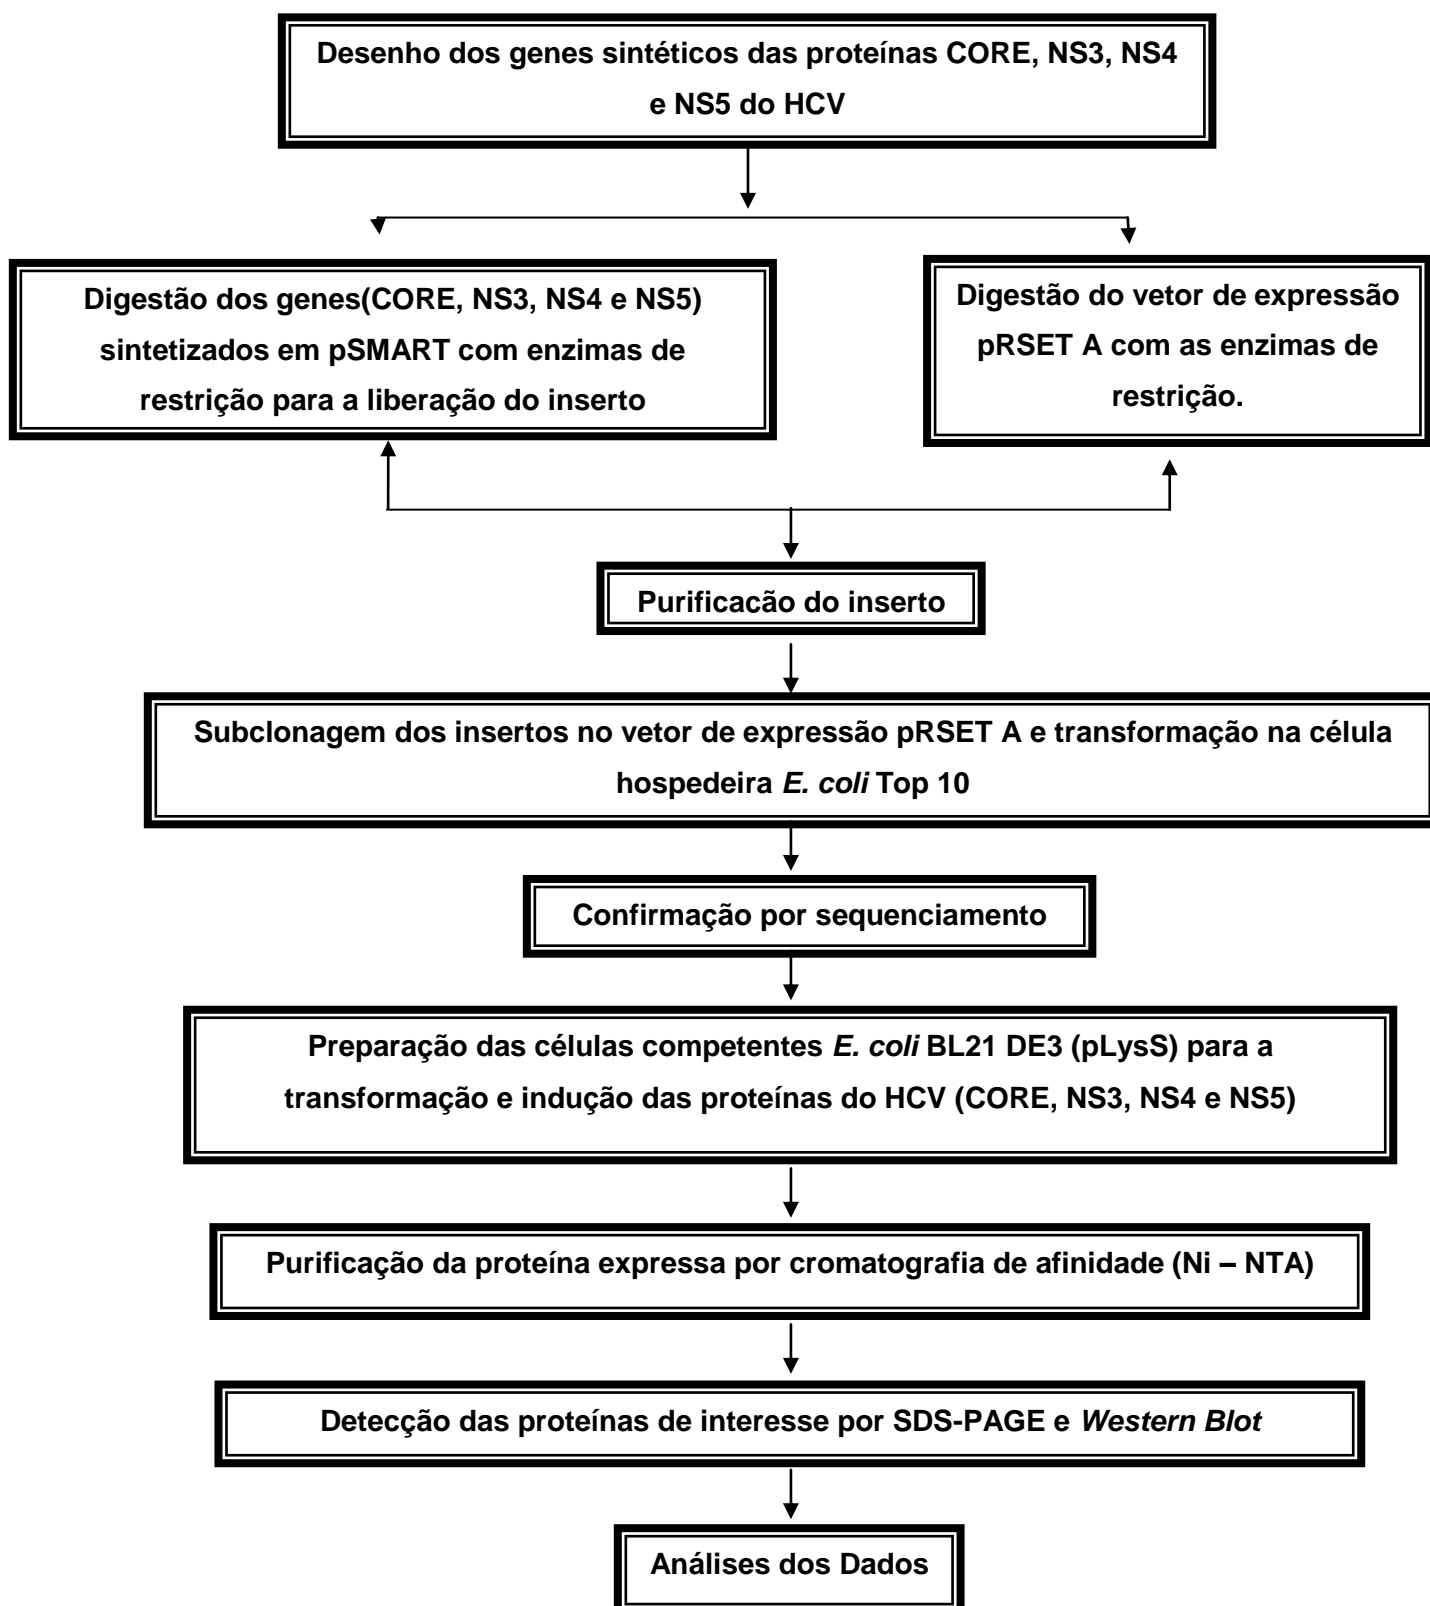 Desenho dos genes sintéticos das proteínas CORE, NS3, NS4
e NS5 do HCV
Digestão dos genes(CORE, NS3, NS4 e NS5)
sintetizados em pSMART com enzimas de
restrição para a liberação do inserto
Digestão do vetor de expressão
pRSET A com as enzimas de
restrição.
Purificacão do inserto
Subclonagem dos insertos no vetor de expressão pRSET A e transformação na célula
hospedeira E. coli Top 10
Confirmação por sequenciamento
Preparação das células competentes E. coli BL21 DE3 (pLysS) para a
transformação e indução das proteínas do HCV (CORE, NS3, NS4 e NS5)
Purificação da proteína expressa por cromatografia de afinidade (Ni – NTA)
Detecção das proteínas de interesse por SDS-PAGE e Western Blot
Análises dos Dados